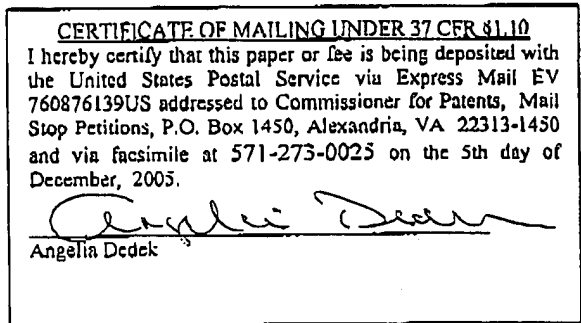 CERTIFICATE OF MAILING UNDER 37 CFR §1.10
I hereby certify that this paper or fee is being deposited with
the United States Postal Service via Express Mail EV
760876139US addressed to Commissioner for Patents, Mail
Stop Petitions, P.O. Box 1450, Alexandria, VA 22313-1450
and via facsimile at 571-273-0025 on the 5th day of
December, 2005.
Angelia Dedek
Angelia Dedek